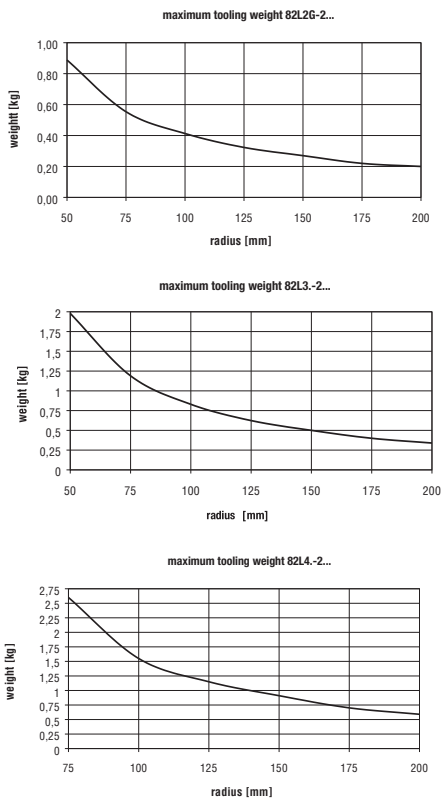 maximum tooling weight 82L2G-2...
1,00
0,80
0,60
0,40
0,20
0,00
weightt [kg]
50 75 100 125 150 175 200
radius [mm]
maximum tooling weight 82L3.-2...
2
1,75
1,5
1,25
1
0,75
0,5
0,25
0
weight [kg]
50 75 100 125 150 175 200
radius [mm]
maximum tooling weight 82L4.-2...
2,75
2,5
2,25
2
1,75
1,5
1,25
1
0,75
0,5
0,25
0
weight [kg]
75 100 125 150 175 200
radius [mm]